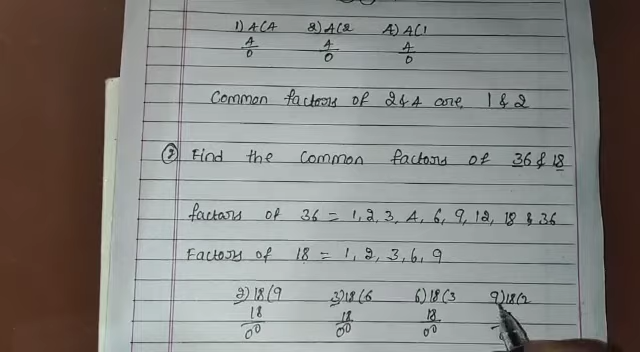 1) 4(4 2) 4(2 4) 4(1
4 4 4
0 0 0
Common factors of 2 & 4 are 1 & 2
② Find the common factors of 36 & 18
factors of 36 = 1, 2, 3, 4, 6, 9, 12, 18 & 36
Factors of 18 = 1, 2, 3, 6, 9
2) 18 (9 3) 18 (6 6) 18 (3 9) 18 (2
18 18 18
00 00 00